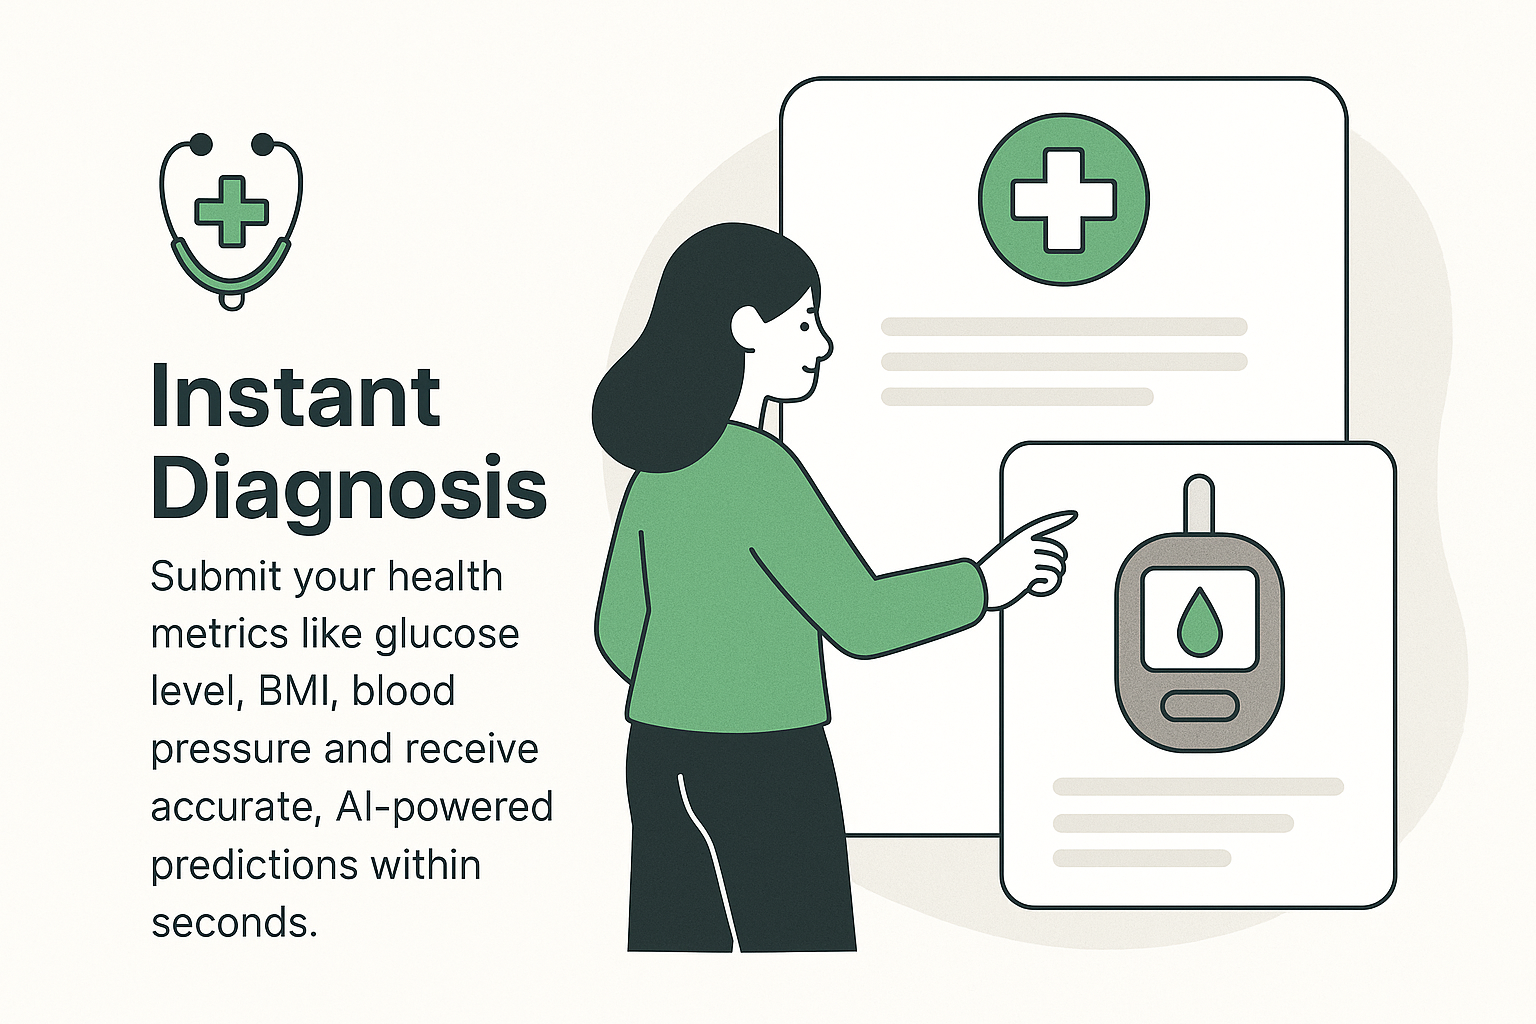 Instant
Diagnosis
Submit your health
metrics like glucose
level, BMI, blood
pressure and receive
accurate, AI-powered
predictions within
seconds.